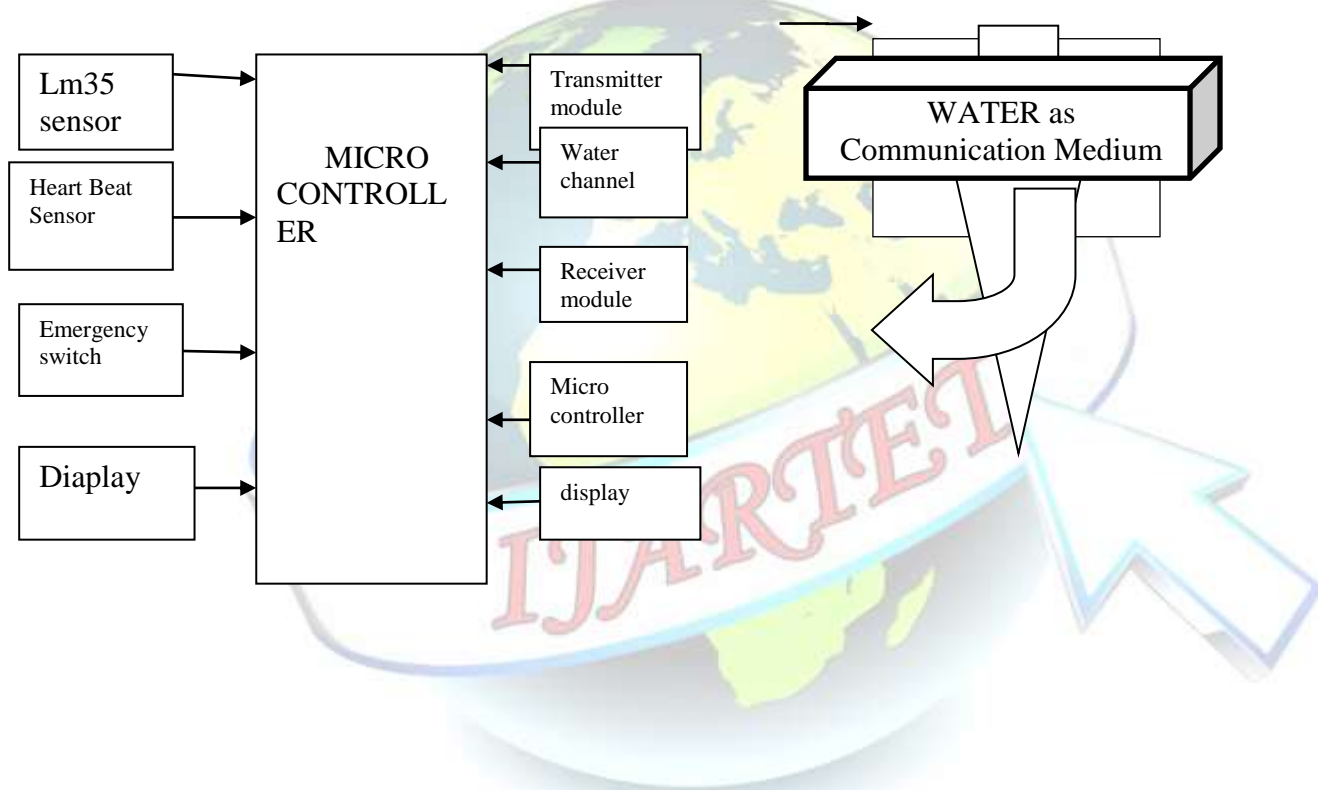 Lm35
sensor
Heart Beat
Sensor
Emergency
switch
Diaplay
MICRO
CONTROLL
ER
Transmitter
module
Water
channel
Receiver
module
Micro
controller
display
WATER as
Communication Medium
IJARTET